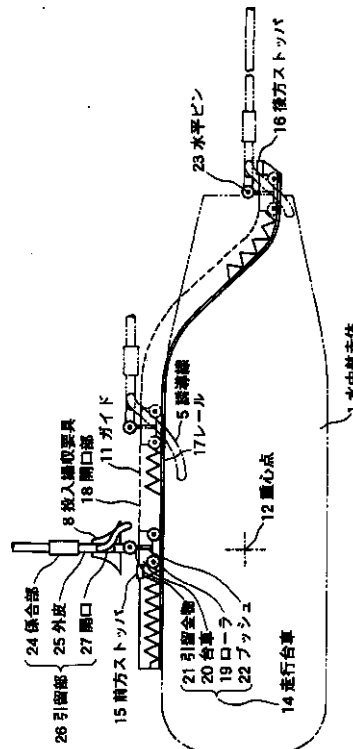 24 係合部
25 外皮
27 開口
26 引留部
8 投入揚収要具
18 開口部
11 ガイド
15 前方ストッパ
5 誘導線
17 レール
23 水平ピン
16 後方ストッパ
21 引留金物
20 台車
19 ローラ
22 ブッシュ
14 走行台車
12 重心点
1 水中航走体